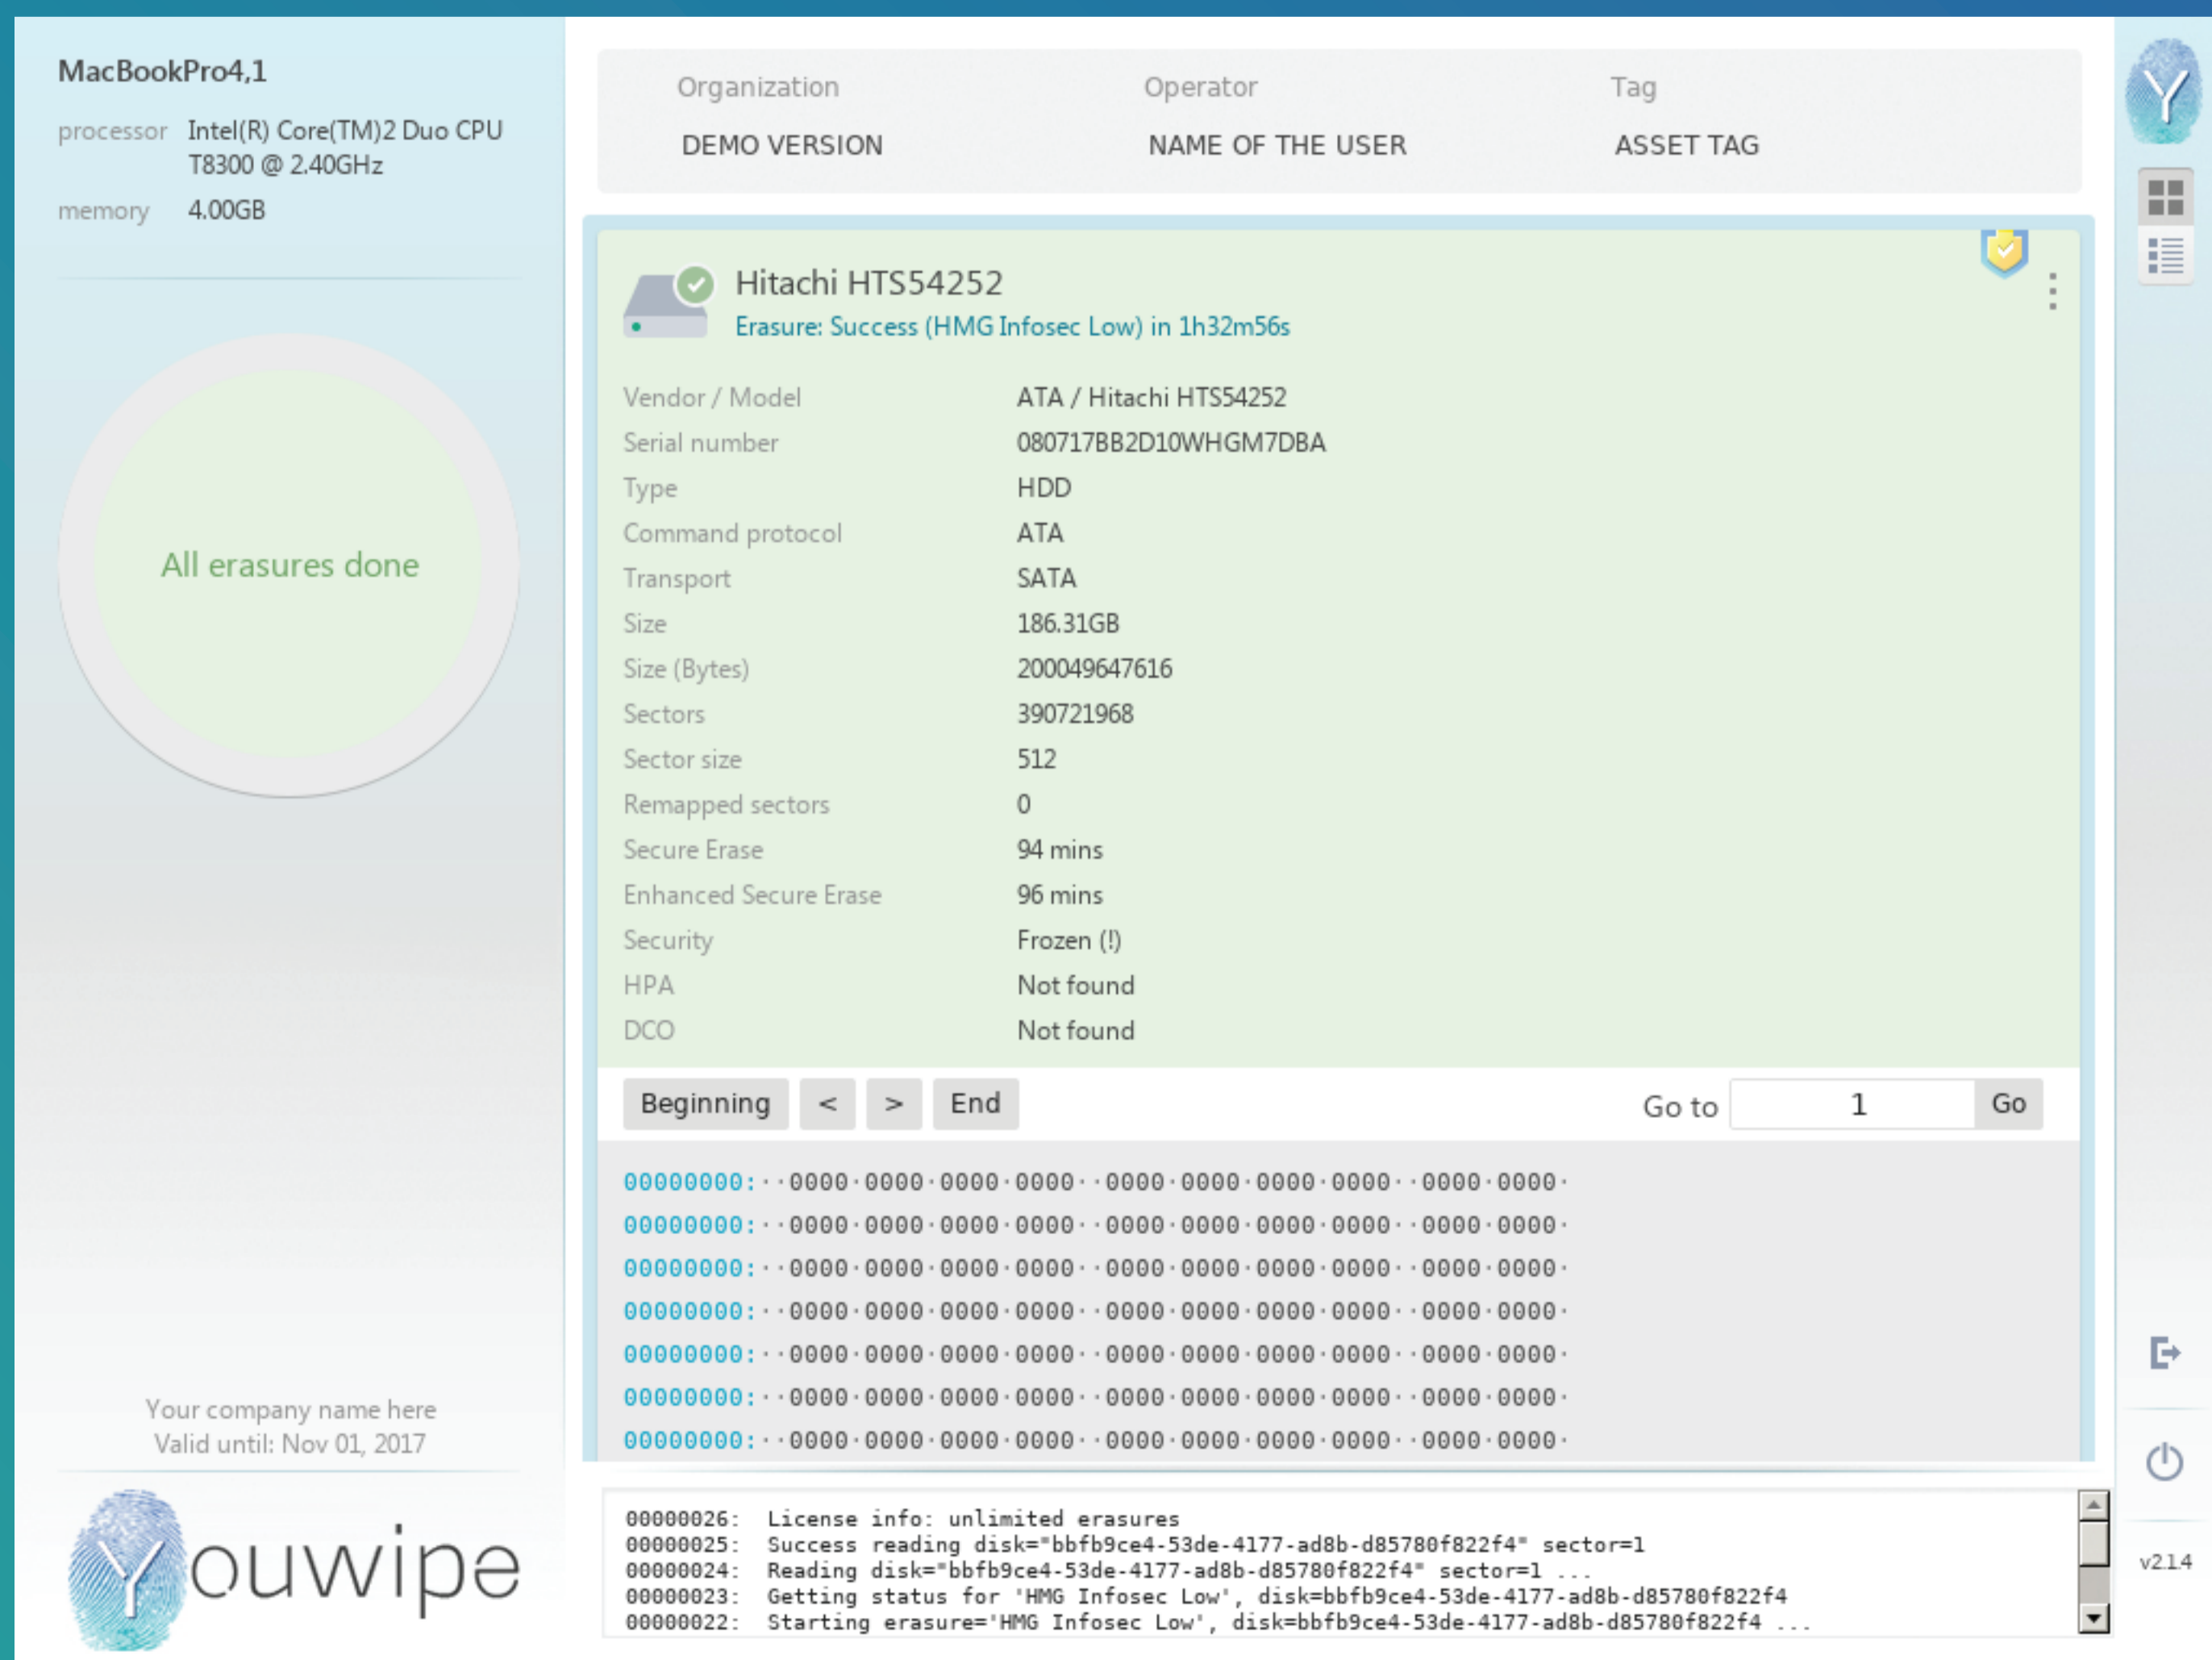 MacBookPro4,1
processor Intel(R) Core(TM)2 Duo CPU
T8300 @ 2.40GHz
memory 4.00GB
All erasures done
Your company name here
Valid until: Nov 01, 2017
Youwipe
Organization Operator Tag
DEMO VERSION NAME OF THE USER ASSET TAG
Hitachi HTS54252
Erasure: Success (HMG Infosec Low) in 1h32m56s
Vendor / Model ATA / Hitachi HTS54252
Serial number 080717BB2D10WHGM7DBA
Type HDD
Command protocol ATA
Transport SATA
Size 186.31GB
Size (Bytes) 200049647616
Sectors 390721968
Sector size 512
Remapped sectors 0
Secure Erase 94 mins
Enhanced Secure Erase 96 mins
Security Frozen (!)
HPA Not found
DCO Not found
Beginning < > End Go to 1 Go
00000000:··0000·0000·0000·0000··0000·0000·0000·0000··0000·0000·
00000000:··0000·0000·0000·0000··0000·0000·0000·0000··0000·0000·
00000000:··0000·0000·0000·0000··0000·0000·0000·0000··0000·0000·
00000000:··0000·0000·0000·0000··0000·0000·0000·0000··0000·0000·
00000000:··0000·0000·0000·0000··0000·0000·0000·0000··0000·0000·
00000000:··0000·0000·0000·0000··0000·0000·0000·0000··0000·0000·
00000000:··0000·0000·0000·0000··0000·0000·0000·0000··0000·0000·
00000026: License info: unlimited erasures
00000025: Success reading disk="bbfb9ce4-53de-4177-ad8b-d85780f822f4" sector=1
00000024: Reading disk="bbfb9ce4-53de-4177-ad8b-d85780f822f4" sector=1 ...
00000023: Getting status for 'HMG Infosec Low', disk=bbfb9ce4-53de-4177-ad8b-d85780f822f4
00000022: Starting erasure='HMG Infosec Low', disk=bbfb9ce4-53de-4177-ad8b-d85780f822f4 ...
Y
v2.1.4